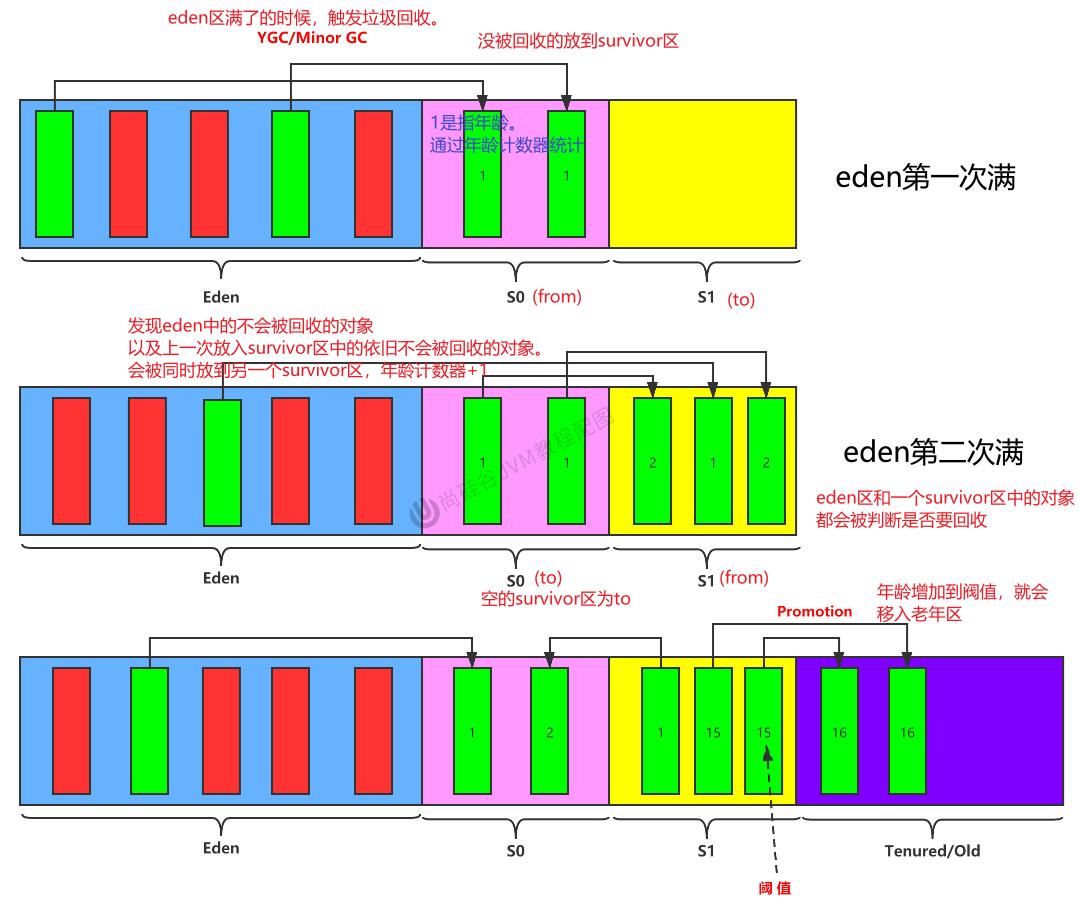 eden区满了的时候，触发垃圾回收。
YGC/Minor GC
没被回收的放到survivor区
1是指年龄。
通过年龄计数器统计
1 1
eden第一次满
Eden S0 (from) S1 (to)
发现eden中的不会被回收的对象
以及上一次放入survivor区中的依旧不会被回收的对象。
会被同时放到另一个survivor区，年龄计数器+1
1 1 2 1 2
尚硅谷JVM教程配图
eden第二次满
eden区和一个survivor区中的对象
都会被判断是否要回收
Eden S0 (to) S1 (from)
空的survivor区为to
年龄增加到阀值，就会
移入老年区
Promotion
1 2 1 15 15 16 16
Eden S0 S1 Tenured/Old
阈值